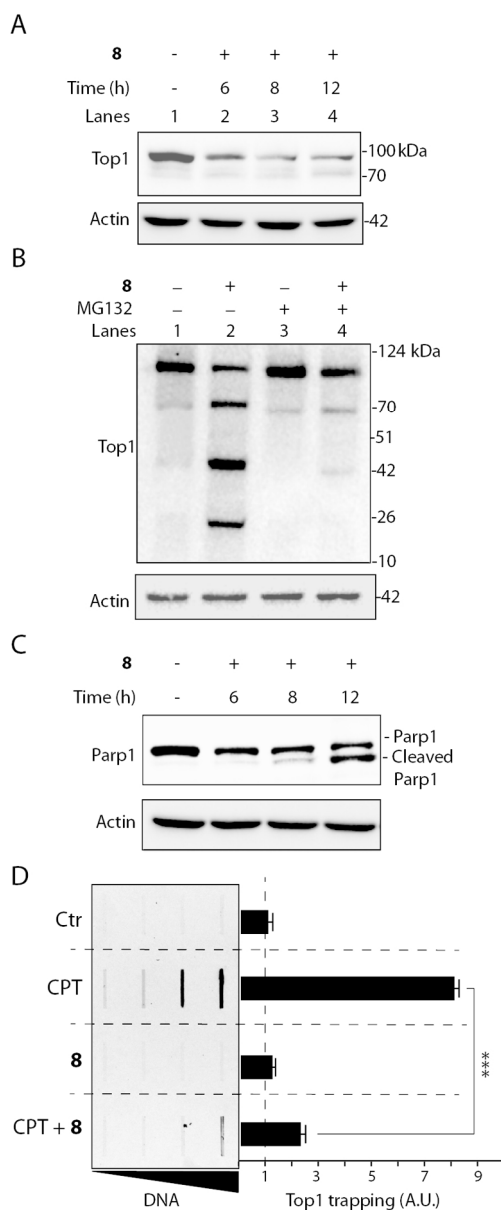 A
8 - + + +
Time (h) - 6 8 12
Lanes 1 2 3 4
Top1
-100 kDa
-70
Actin
-42
B
8 – + – +
MG132 – – + +
Lanes 1 2 3 4
-124 kDa
-70
-51
Top1
-42
-26
-10
Actin
-42
C
8 - + + +
Time (h) - 6 8 12
Parp1
- Parp1
- Cleaved
Parp1
Actin
D
Ctr
CPT
***
8
CPT + 8
1 3 5 7 9
DNA
Top1 trapping (A.U.)